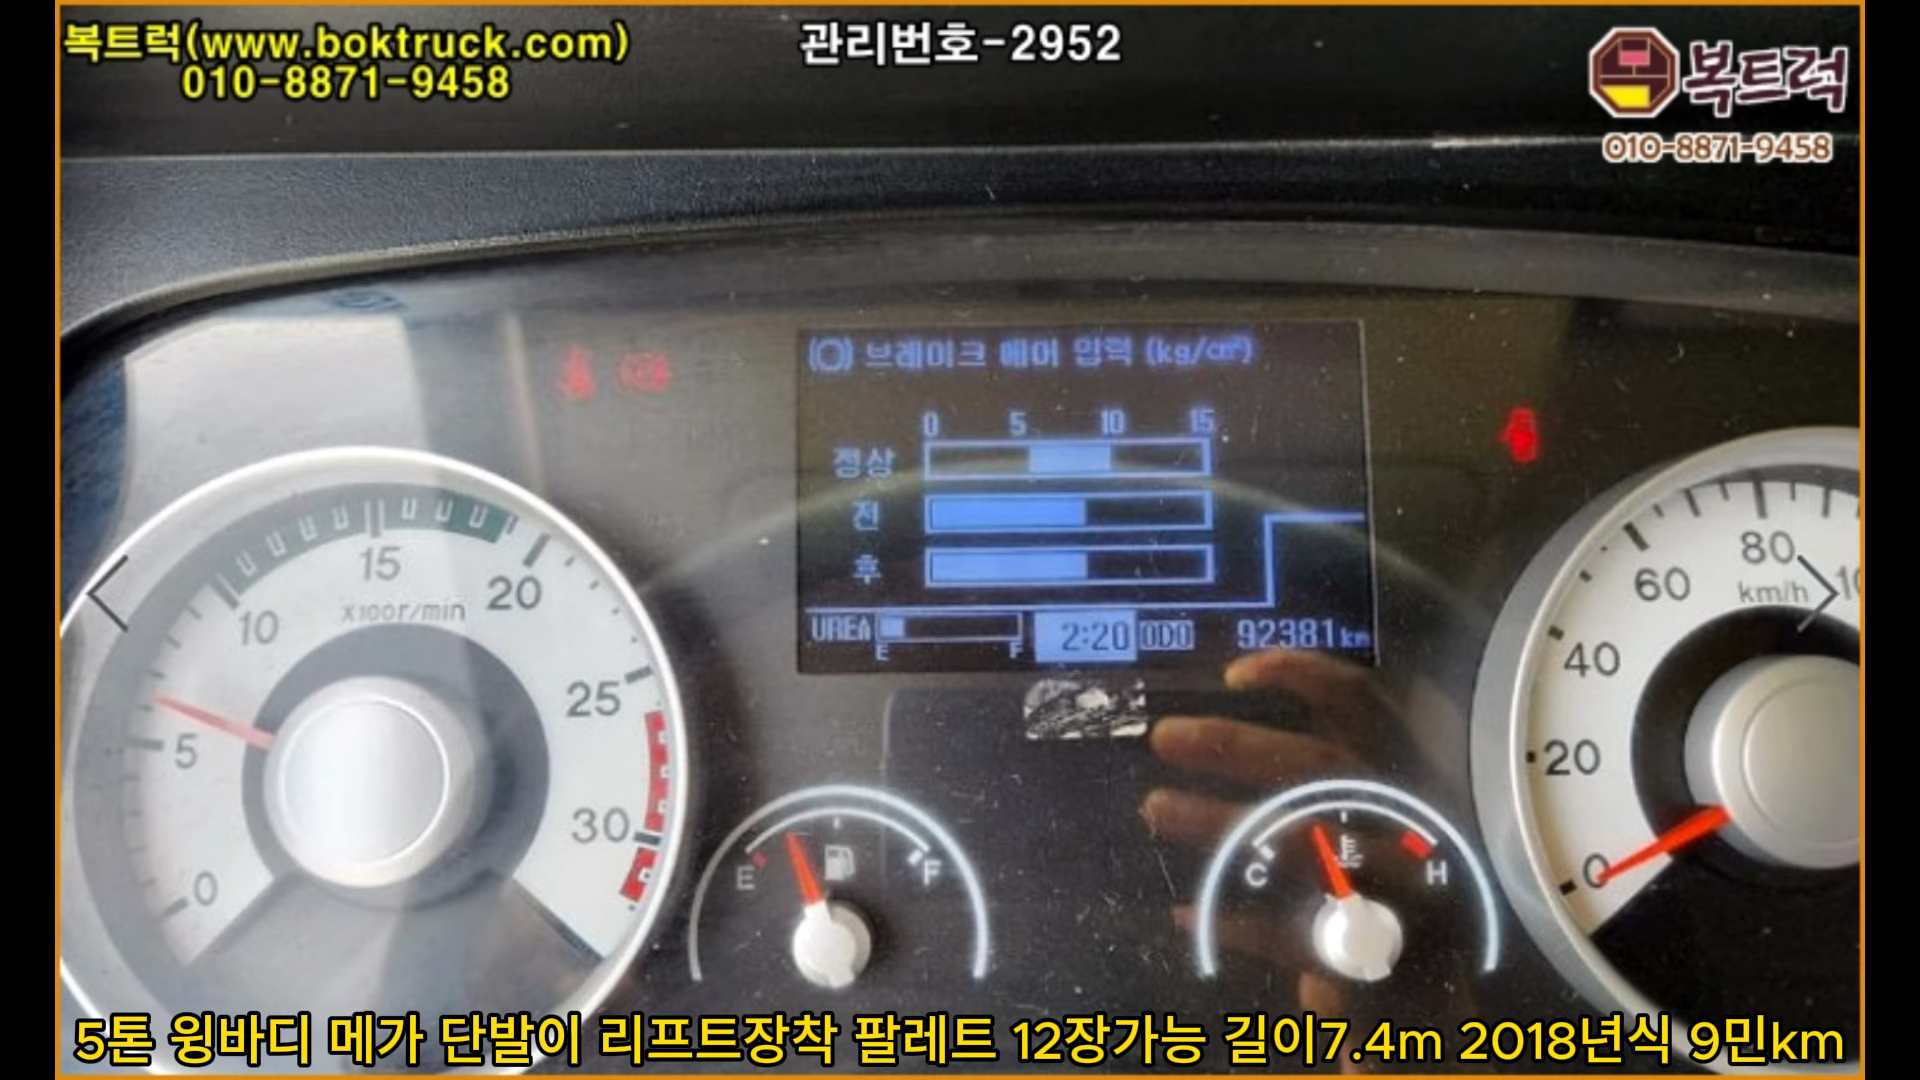 복트럭(www.boktruck.com)
010-8871-9458
관리번호-2952
복트럭
010-8871-9458
브레이크 에어 압력 (kg/cm²)
0 5 10 15
정상
전
후
UREA
E F
2:20
ODO 92381km
0 5 10 15 20 25 30
x100r/min
E F
C H
0 20 40 60 80 10
km/h
5톤 윙바디 메가 단발이 리프트장착 팔레트 12장가능 길이7.4m 2018년식 9민km